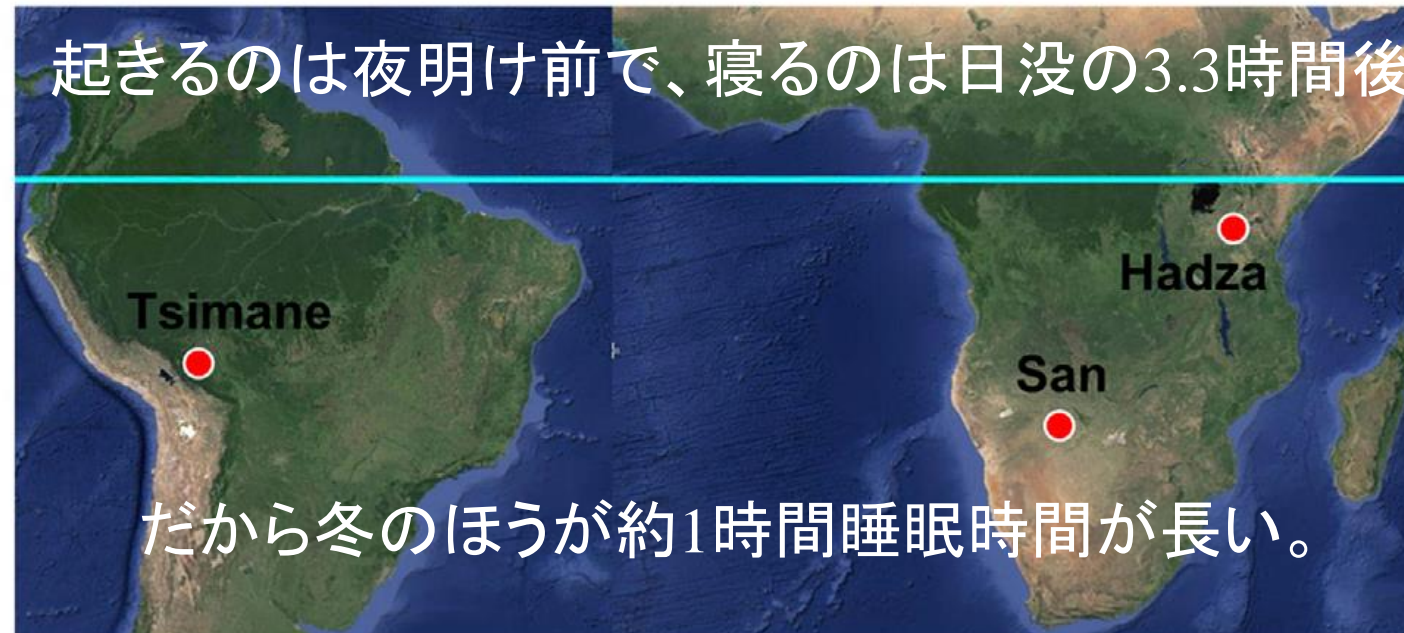 起きるのは夜明け前で、寝るのは日没の3.3時間後
Hadza
Tsimane
San
だから冬のほうが約1時間睡眠時間が長い。